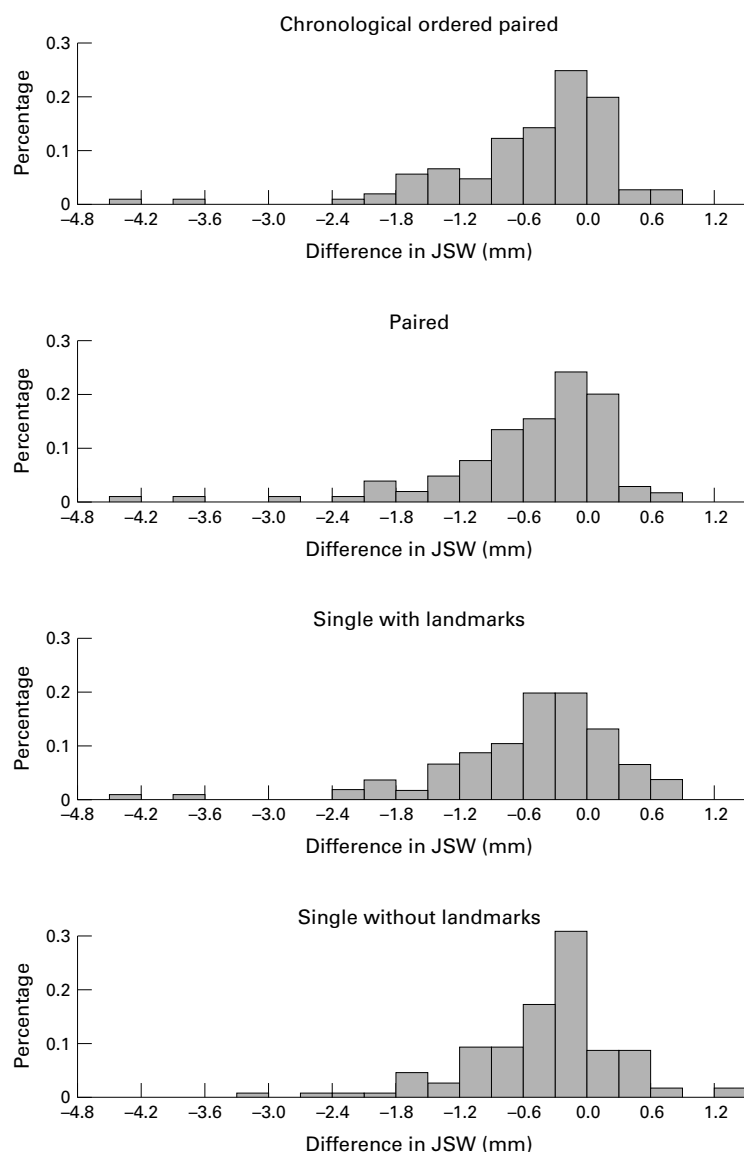 Chronological ordered paired
0.3
0.2
0.1
0
Percentage
–4.8 –4.2 –3.6 –3.0 –2.4 –1.8 –1.2 –0.6 0.0 0.6 1.2
Difference in JSW (mm)
Paired
0.3
0.2
0.1
0
Percentage
–4.8 –4.2 –3.6 –3.0 –2.4 –1.8 –1.2 –0.6 0.0 0.6 1.2
Difference in JSW (mm)
Single with landmarks
0.3
0.2
0.1
0
Percentage
–4.8 –4.2 –3.6 –3.0 –2.4 –1.8 –1.2 –0.6 0.0 0.6 1.2
Difference in JSW (mm)
Single without landmarks
0.3
0.2
0.1
0
Percentage
–4.8 –4.2 –3.6 –3.0 –2.4 –1.8 –1.2 –0.6 0.0 0.6 1.2
Difference in JSW (mm)